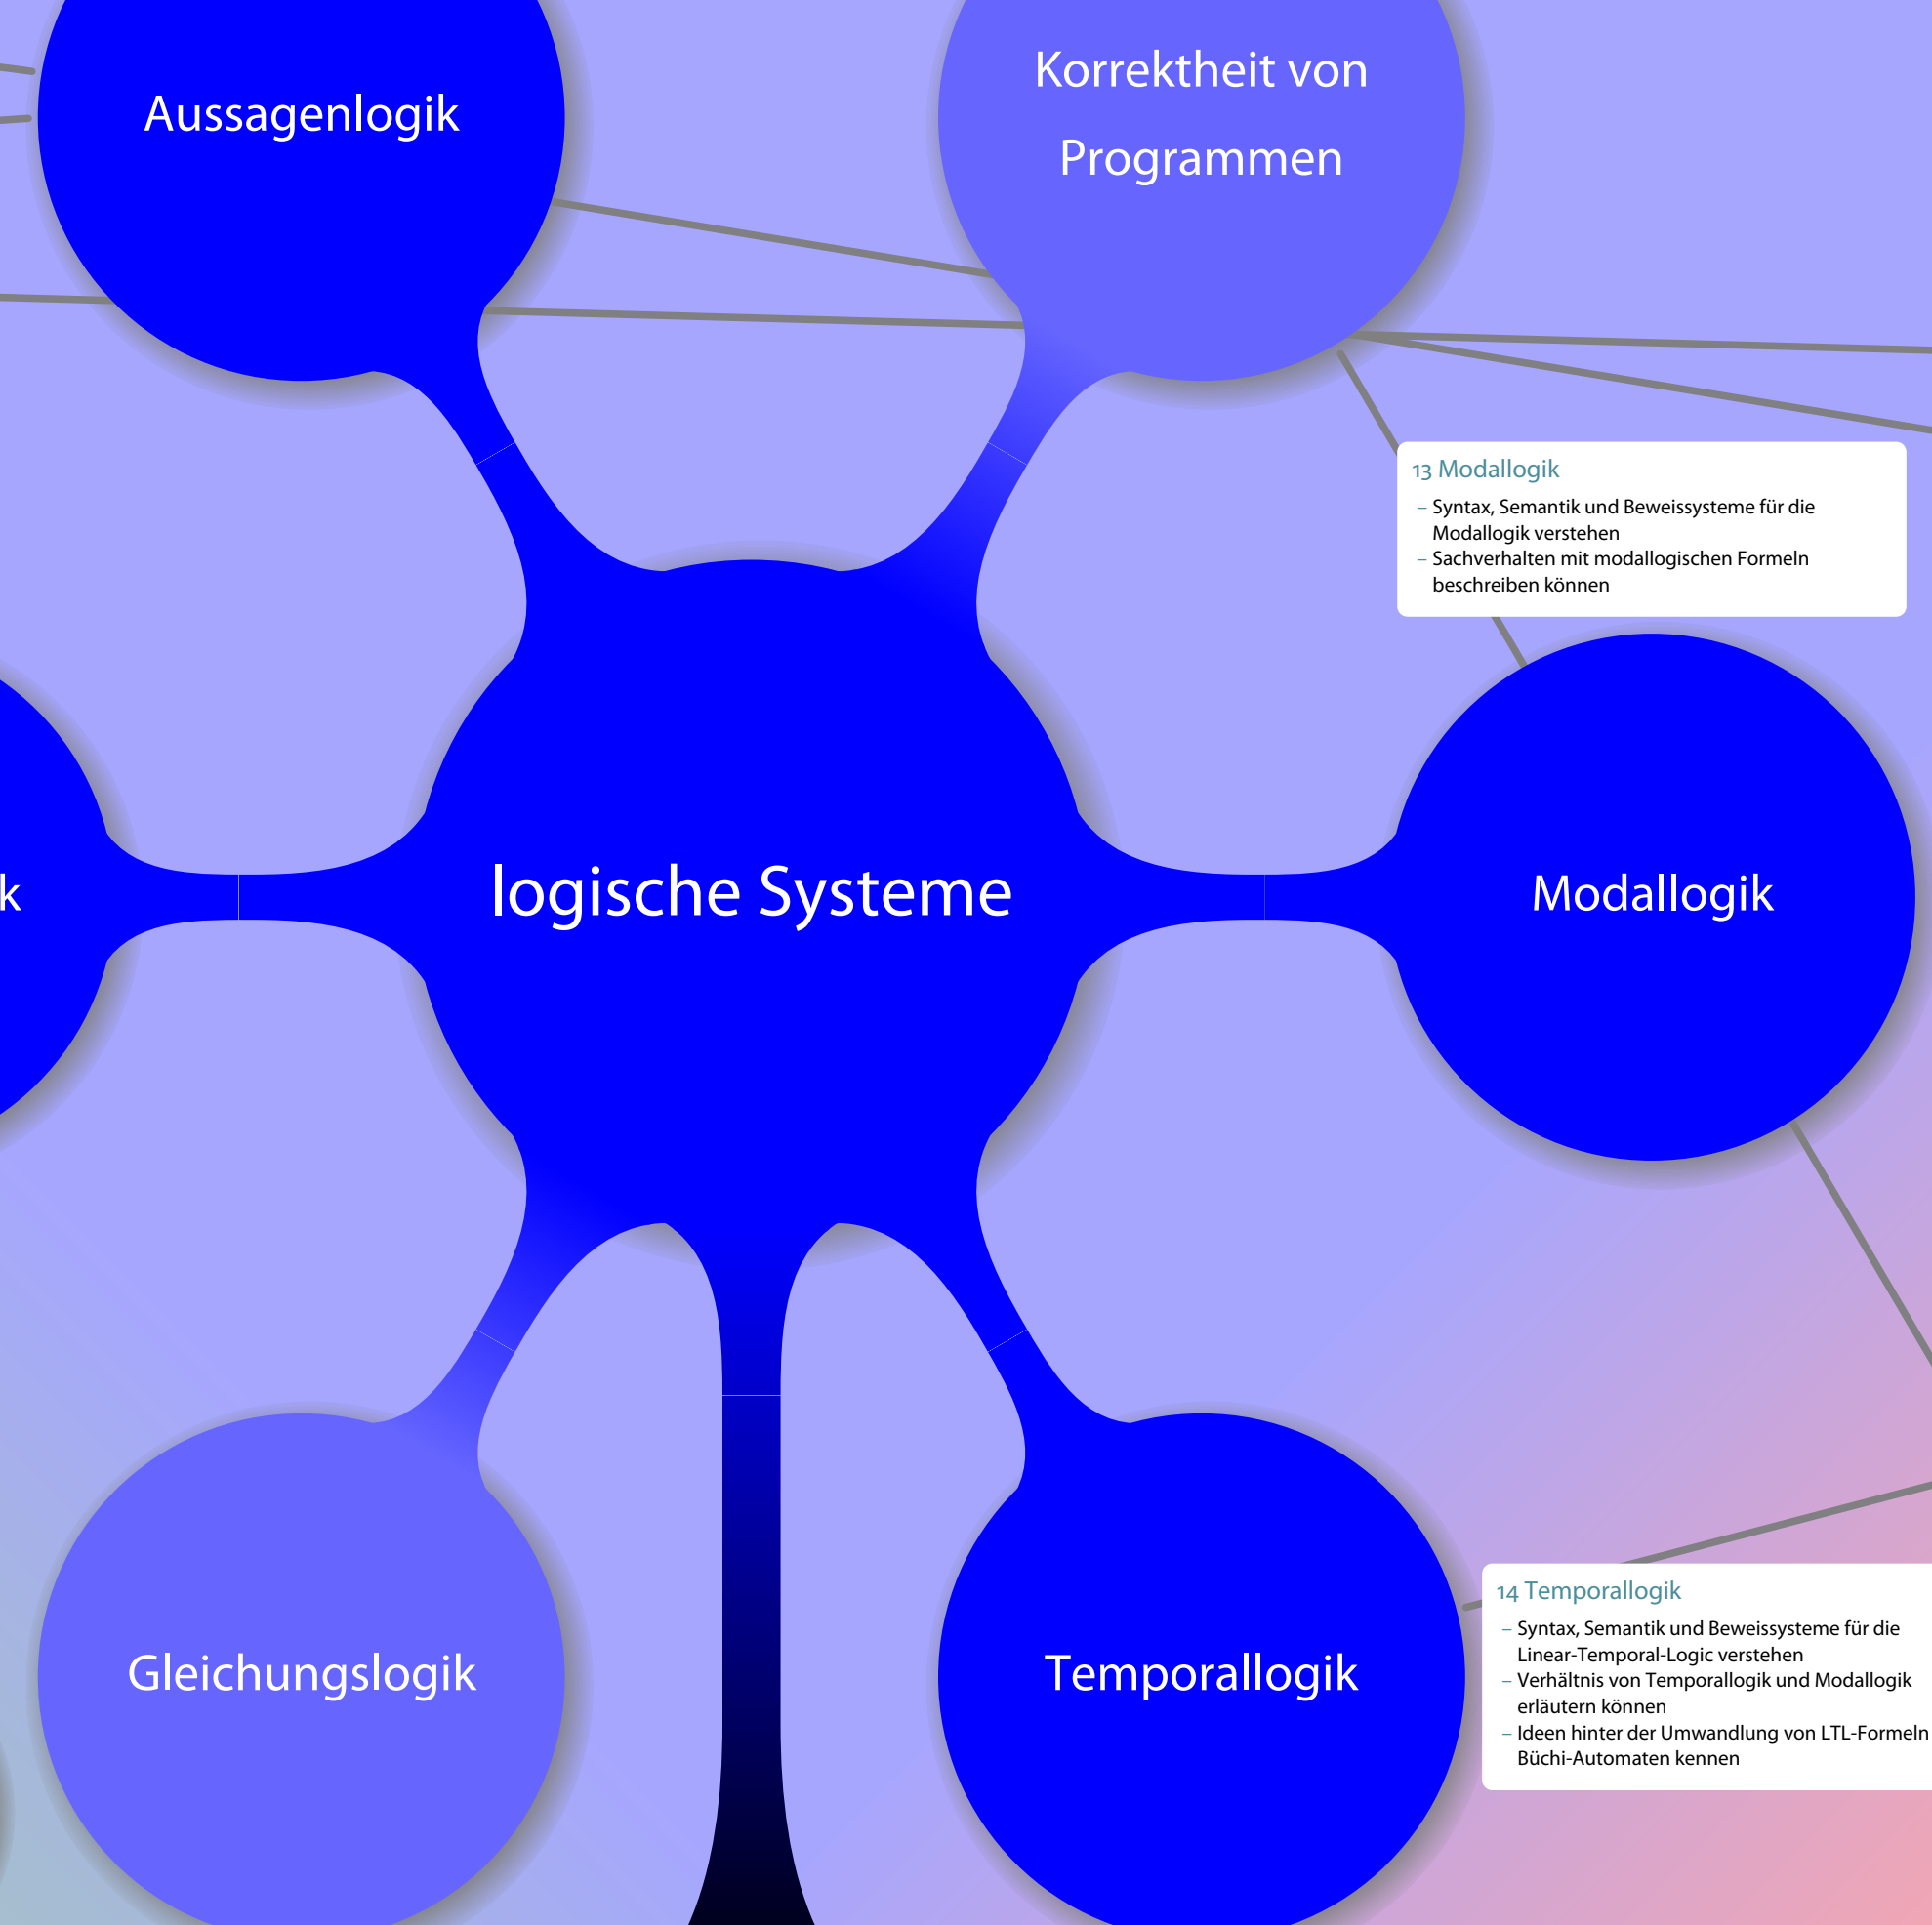 Aussagenlogik
Korrektheit von
Programmen
13 Modallogik
– Syntax, Semantik und Beweissysteme für die
Modallogik verstehen
– Sachverhalten mit modallogischen Formeln
beschreiben können
k
logische Systeme
Modallogik
Gleichungslogik
Temporallogik
14 Temporallogik
– Syntax, Semantik und Beweissysteme für die
Linear-Temporal-Logic verstehen
– Verhältnis von Temporallogik und Modallogik
erläutern können
– Ideen hinter der Umwandlung von LTL-Formeln
Büchi-Automaten kennen